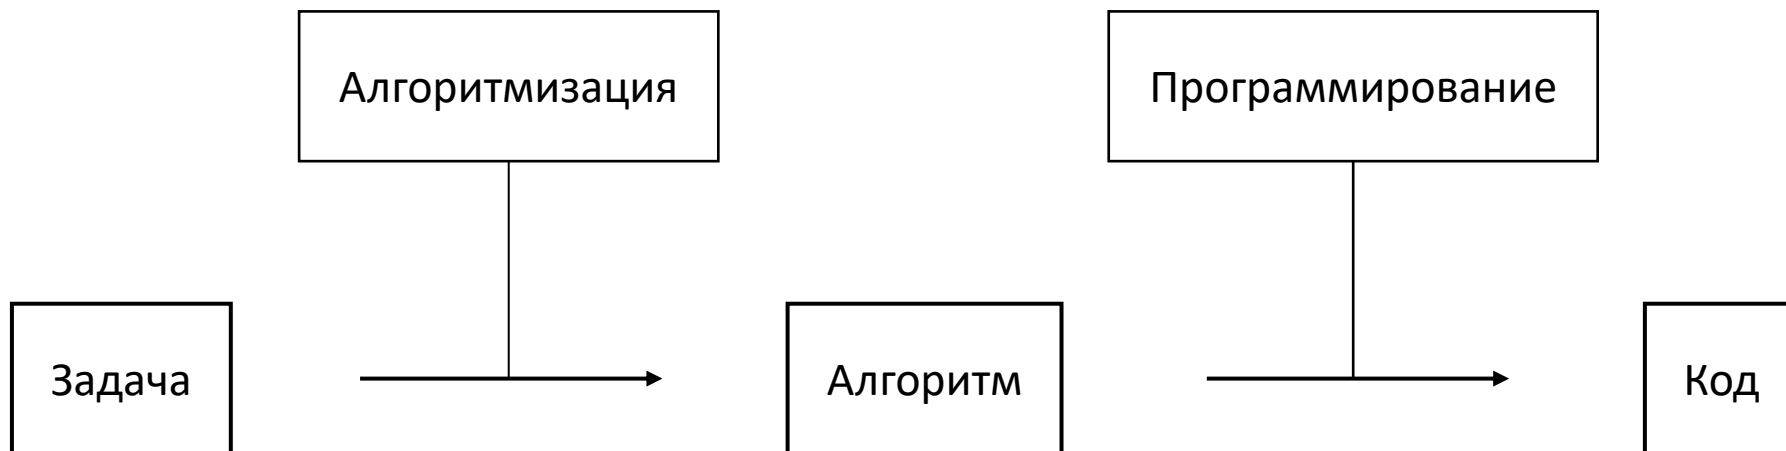 Алгоритмизация
Программирование
Задача
Алгоритм
Код